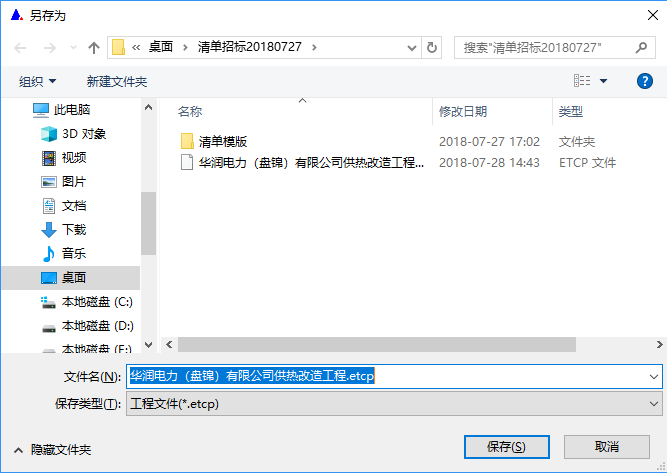 另存为
« 桌面 > 清单招标20180727 >
搜索"清单招标20180727"
组织
新建文件夹
此电脑
3D 对象
视频
图片
文档
下载
音乐
桌面
本地磁盘 (C:)
本地磁盘 (D:)
本地磁盘 (E:)
名称 修改日期 类型
清单模版 2018-07-27 17:02 文件夹
华润电力（盘锦）有限公司供热改造工程... 2018-07-28 14:43 ETCP 文件
文件名(N): 华润电力（盘锦）有限公司供热改造工程.etcp
保存类型(T): 工程文件(*.etcp)
隐藏文件夹
保存(S)
取消